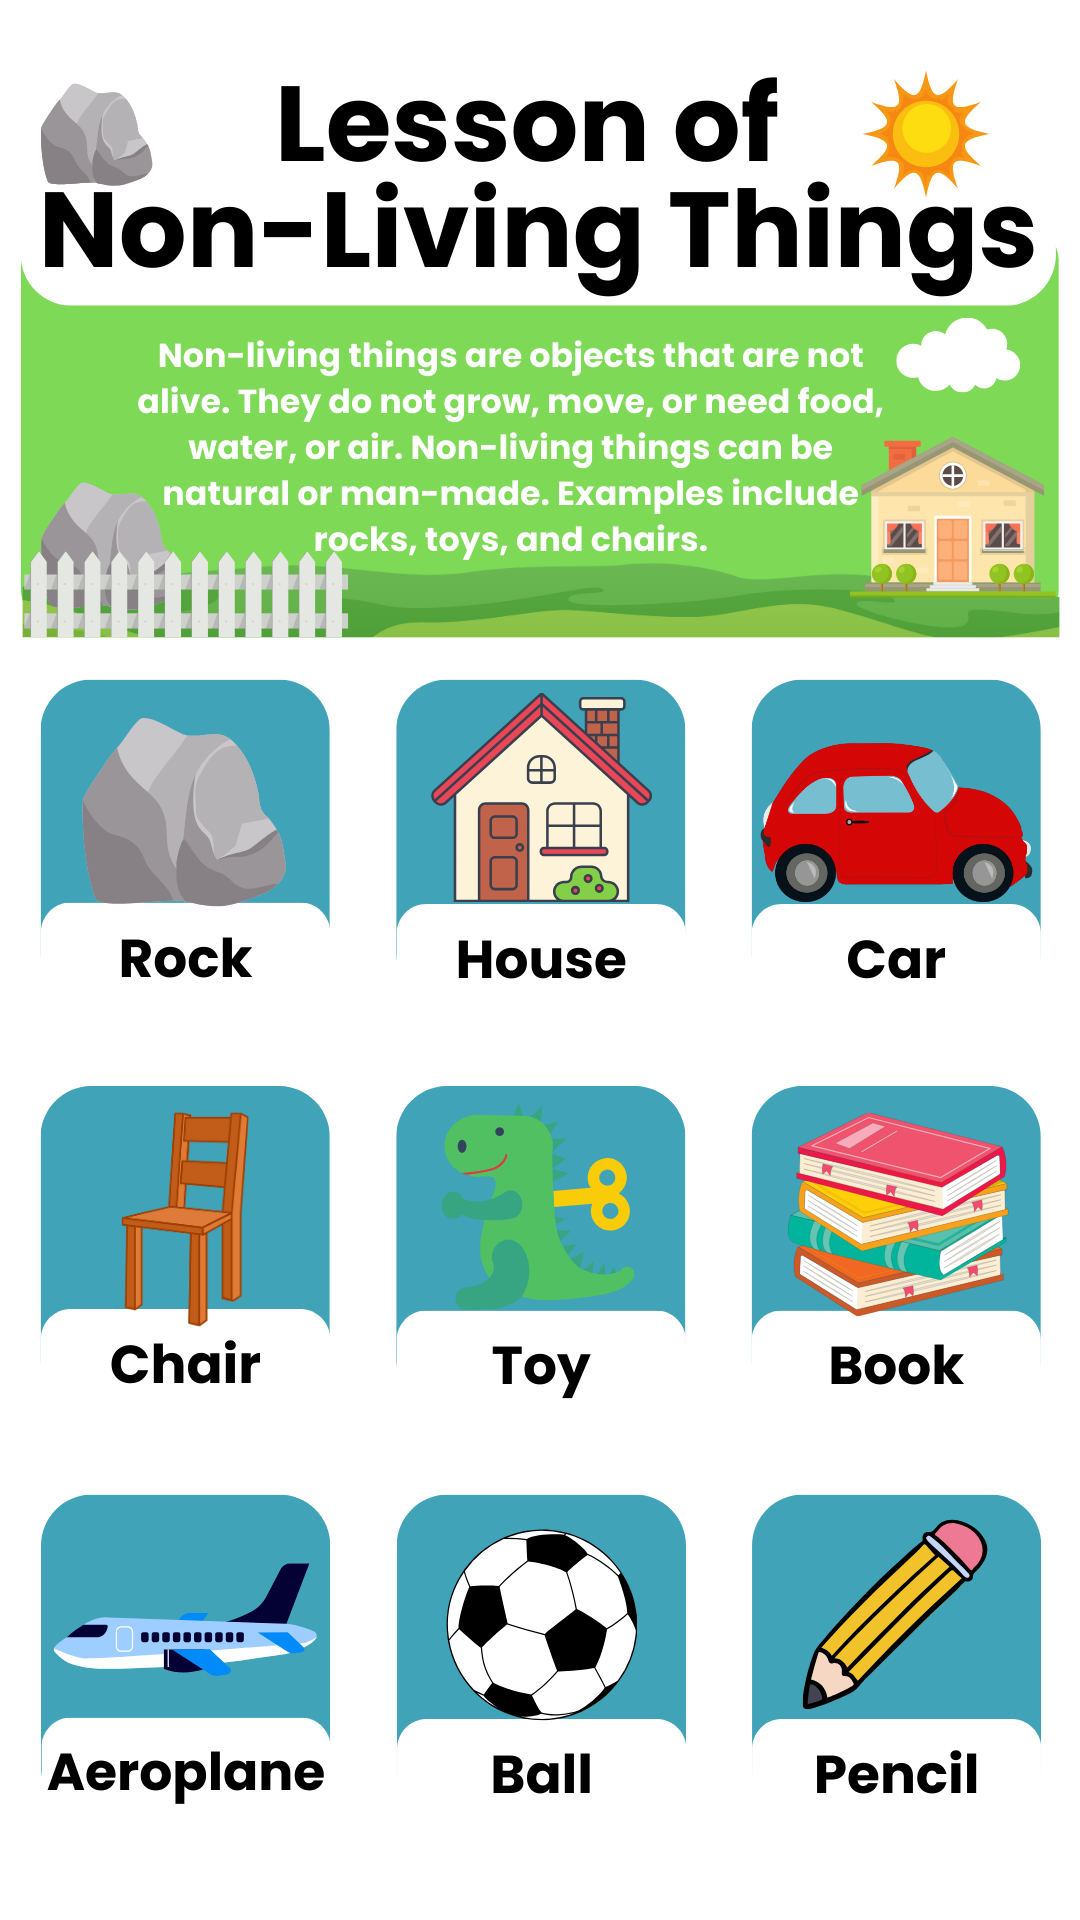 Lesson of
Non-Living Things
Non-living things are objects that are not
alive. They do not grow, move, or need food,
water, or air. Non-living things can be
natural or man-made. Examples include
rocks, toys, and chairs.
Rock
House
Car
Chair
Toy
Book
Aeroplane
Ball
Pencil